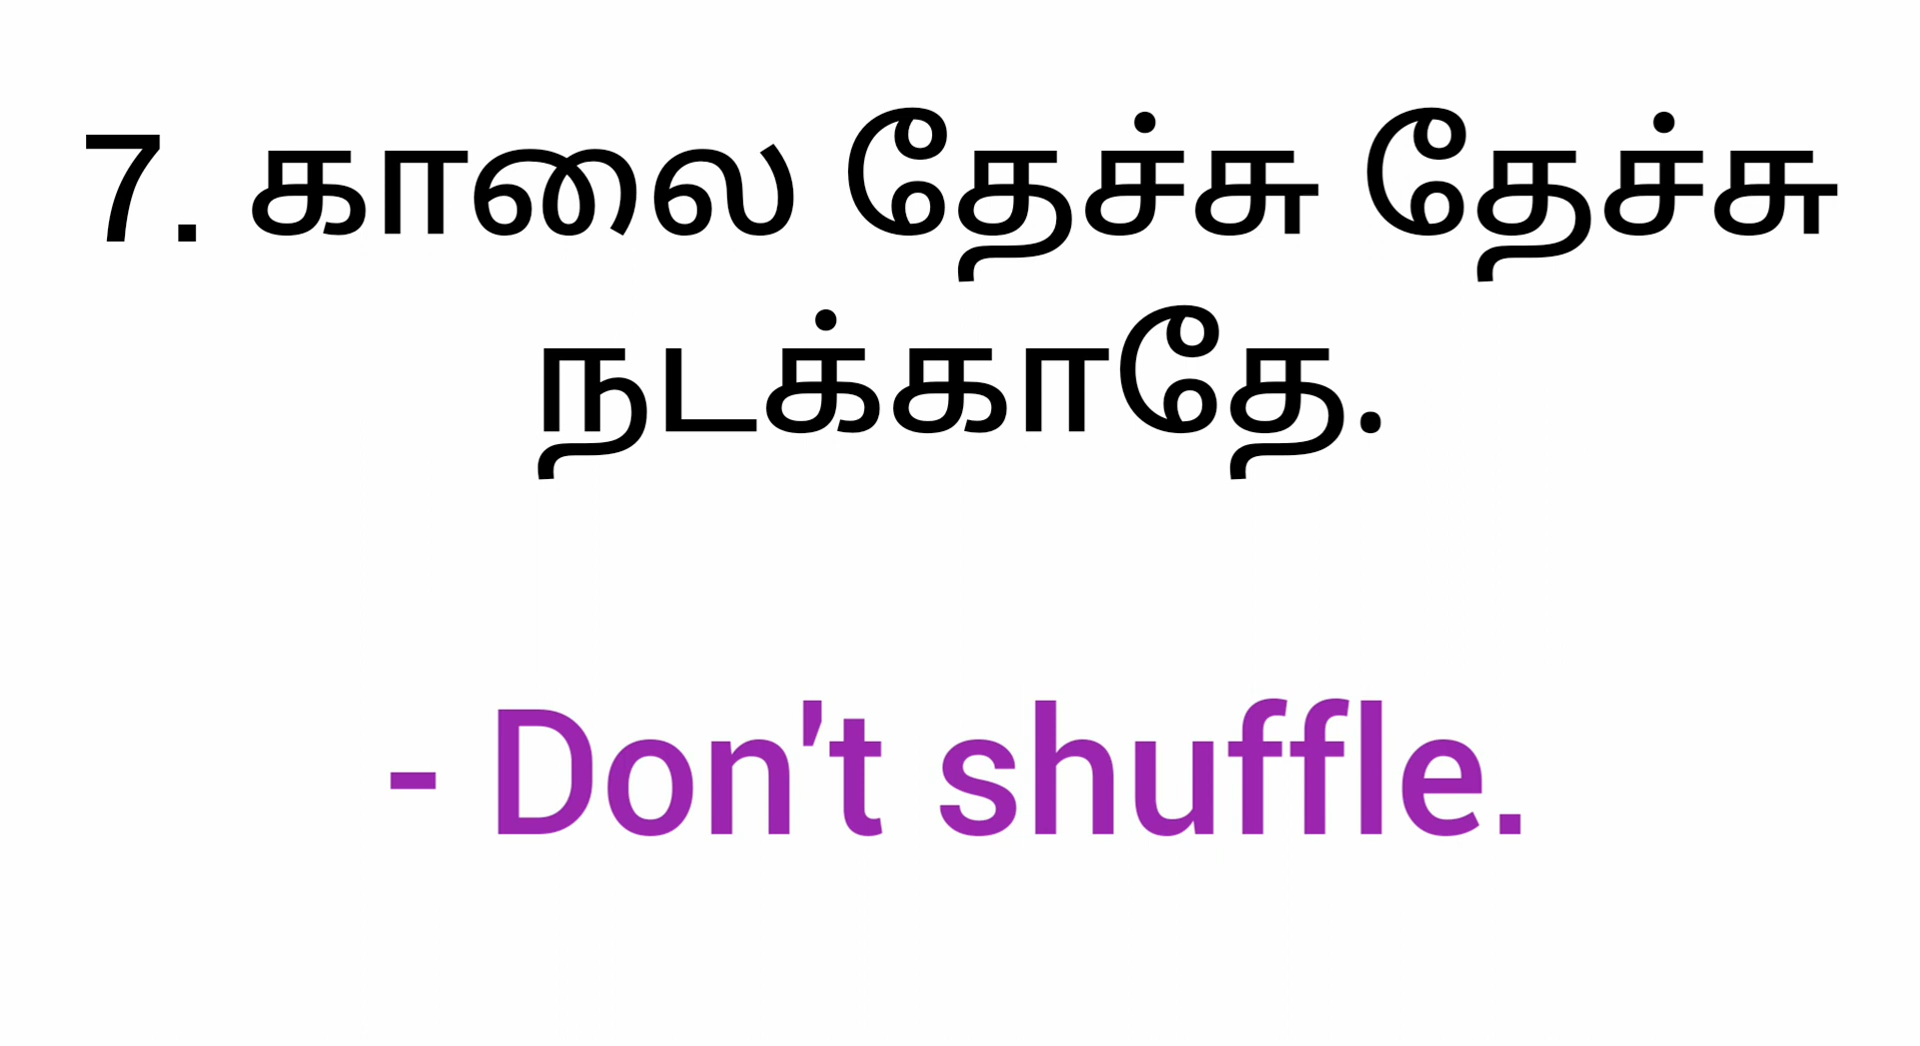 7. காலை தேச்சு தேச்சு
நடக்காதே.
- Don't shuffle.